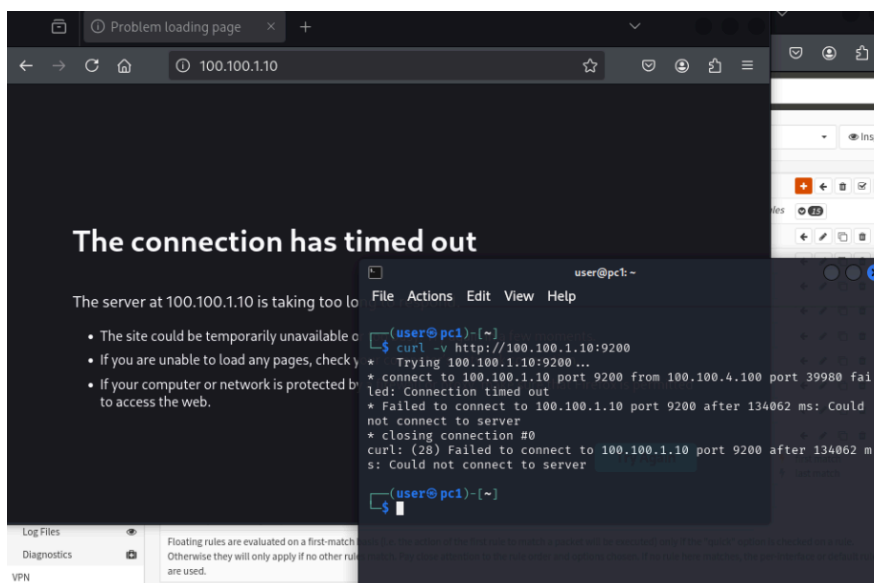 Problem loading page
100.100.1.10
Ins
The connection has timed out
The server at 100.100.1.10 is taking too lo
• The site could be temporarily unavailable o
• If you are unable to load any pages, check y
• If your computer or network is protected b
to access the web.
user@pc1: ~
File Actions Edit View Help
┌──(user㉿pc1)-[~]
└─$ curl -v http://100.100.1.10:9200
*   Trying 100.100.1.10:9200...
* connect to 100.100.1.10 port 9200 from 100.100.4.100 port 39980 fai
led: Connection timed out
* Failed to connect to 100.100.1.10 port 9200 after 134062 ms: Could
not connect to server
* closing connection #0
curl: (28) Failed to connect to 100.100.1.10 port 9200 after 134062 m
s: Could not connect to server
┌──(user㉿pc1)-[~]
└─$
15
Log Files
Diagnostics
VPN
Floating rules are evaluated on a first-match
Otherwise they will only apply if no other rule
are used.